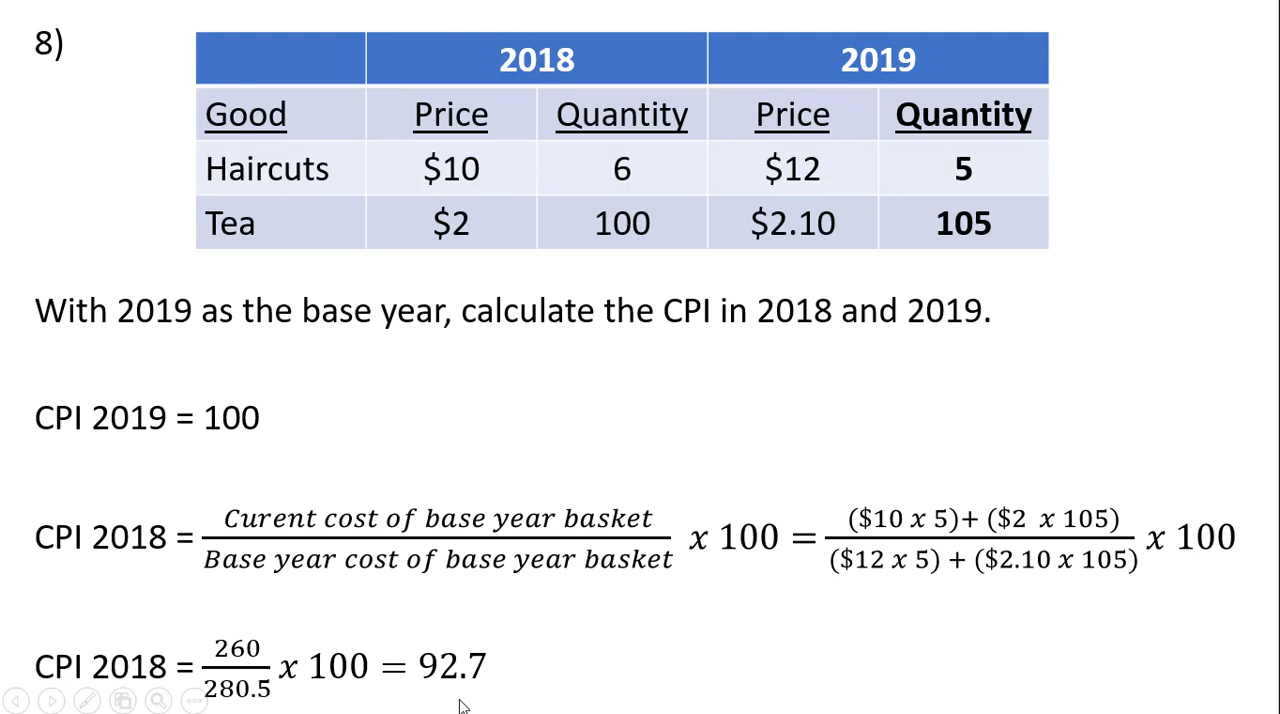 8)
2018 2019
Good Price Quantity Price Quantity
Haircuts $10 6 $12 5
Tea $2 100 $2.10 105
With 2019 as the base year, calculate the CPI in 2018 and 2019.
CPI 2019 = 100
CPI 2018 = Curent cost of base year basket / Base year cost of base year basket x 100 = ($10 x 5)+ ($2 x 105) / ($12 x 5) + ($2.10 x 105) x 100
CPI 2018 = 260 / 280.5 x 100 = 92.7